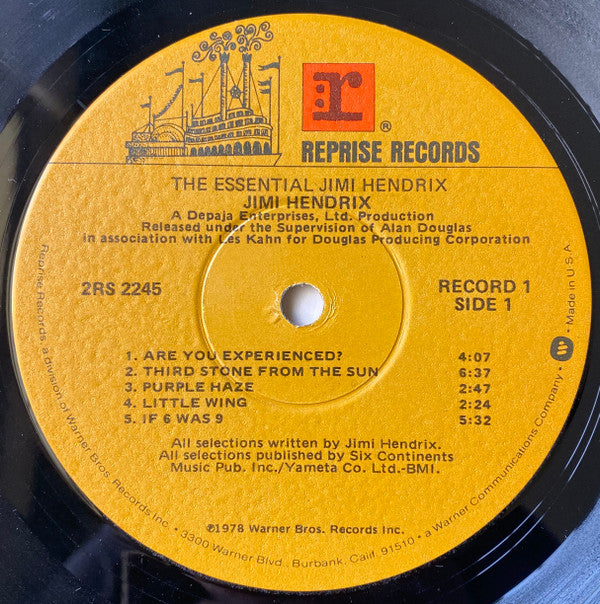 r
®
REPRISE RECORDS
THE ESSENTIAL JIMI HENDRIX
JIMI HENDRIX
A Depaja Enterprises, Ltd. Production
Released under the Supervision of Alan Douglas
in association with Les Kahn for Douglas Producing Corporation
2RS 2245
RECORD 1
SIDE 1
1. ARE YOU EXPERIENCED? 4:07
2. THIRD STONE FROM THE SUN 6:37
3. PURPLE HAZE 2:47
4. LITTLE WING 2:24
5. IF 6 WAS 9 5:32
All selections written by Jimi Hendrix.
All selections published by Six Continents
Music Pub. Inc./Yameta Co. Ltd.-BMI.
℗1978 Warner Bros. Records Inc.
Reprise Records, a division of Warner Bros. Records Inc. • 3300 Warner Blvd., Burbank, Calif. 91510 • a Warner Communications Company • W • Made in U.S.A.